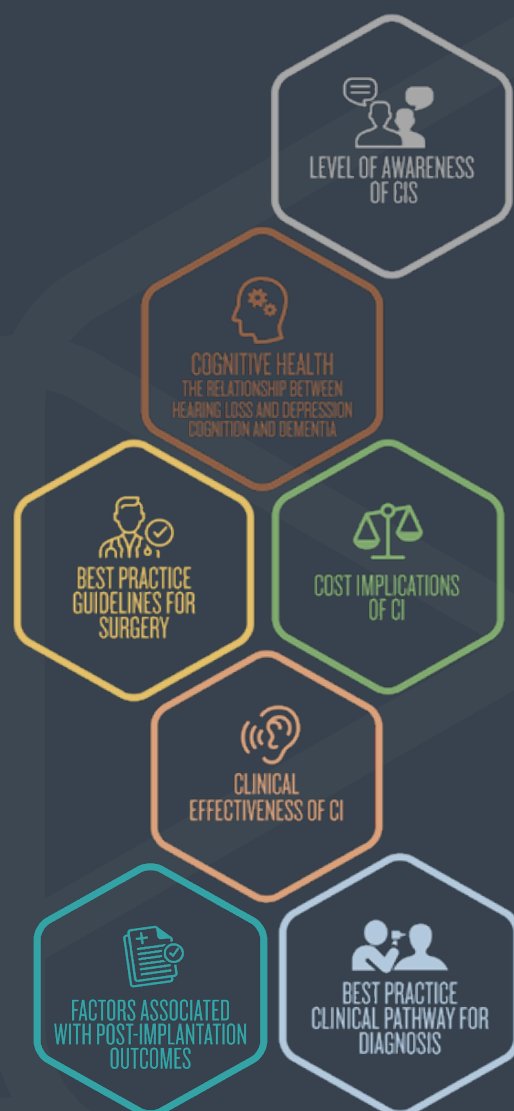 LEVEL OF AWARENESS
OF CIS
COGNITIVE HEALTH
THE RELATIONSHIP BETWEEN
HEARING LOSS AND DEPRESSION
COGNITION AND DEMENTIA
BEST PRACTICE
GUIDELINES FOR
SURGERY
COST IMPLICATIONS
OF CI
CLINICAL
EFFECTIVENESS OF CI
FACTORS ASSOCIATED
WITH POST-IMPLANTATION
OUTCOMES
BEST PRACTICE
CLINICAL PATHWAY FOR
DIAGNOSIS